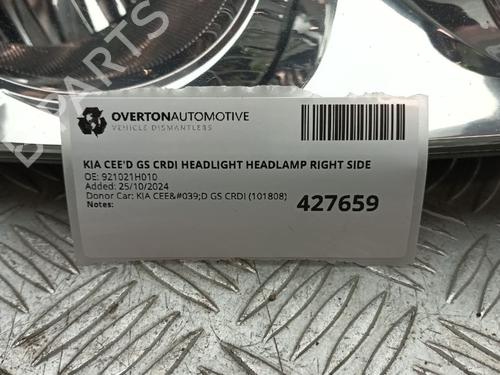 PARTS
OVERTONAUTOMOTIVE
VEHICLE DISMANTLERS
KIA CEE'D GS CRDI HEADLIGHT HEADLAMP RIGHT SIDE
OE: 921021H010
Added: 25/10/2024
Donor Car: KIA CEE&#039;D GS CRDI (101808)
Notes:
427659